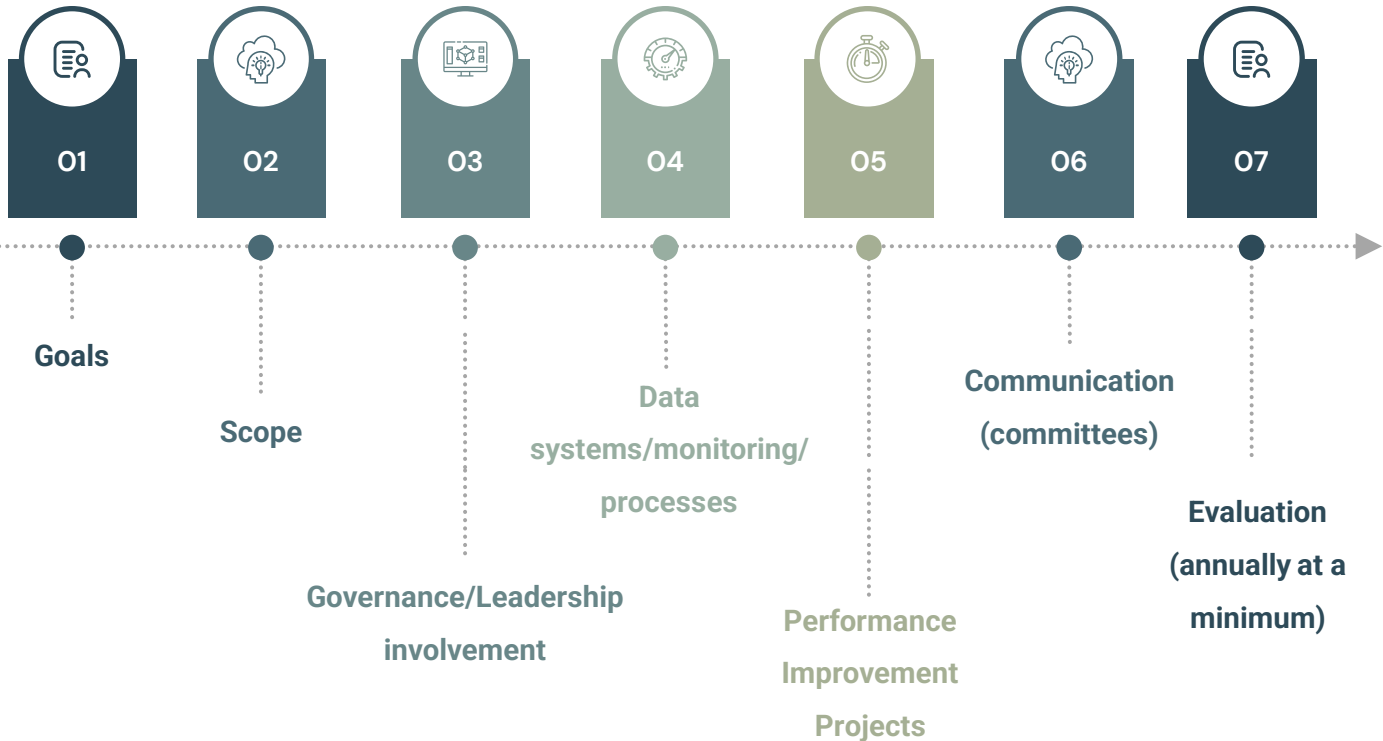 01
02
03
04
05
06
07
Goals
Scope
Governance/Leadership
involvement
Data
systems/monitoring/
processes
Performance
Improvement
Projects
Communication
(committees)
Evaluation
(annually at a
minimum)